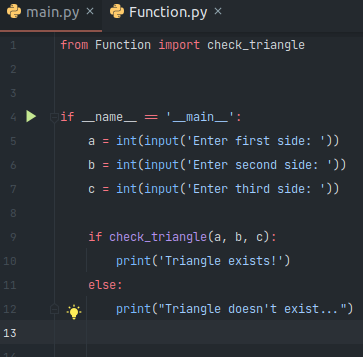 main.py × Function.py ×
1 from Function import check_triangle
2
3
4 if __name__ == '__main__':
5 a = int(input('Enter first side: '))
6 b = int(input('Enter second side: '))
7 c = int(input('Enter third side: '))
8
9 if check_triangle(a, b, c):
10 print('Triangle exists!')
11 else:
12 print("Triangle doesn't exist...")
13